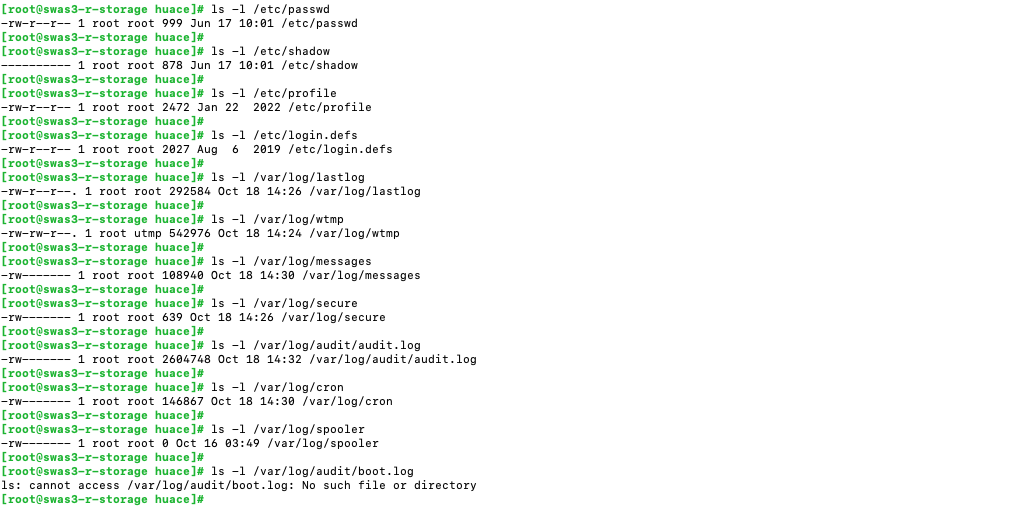 [root@swas3-r-storage huace]# ls -l /etc/passwd
-rw-r--r-- 1 root root 999 Jun 17 10:01 /etc/passwd
[root@swas3-r-storage huace]#
[root@swas3-r-storage huace]# ls -l /etc/shadow
---------- 1 root root 878 Jun 17 10:01 /etc/shadow
[root@swas3-r-storage huace]#
[root@swas3-r-storage huace]# ls -l /etc/profile
-rw-r--r-- 1 root root 2472 Jan 22  2022 /etc/profile
[root@swas3-r-storage huace]#
[root@swas3-r-storage huace]# ls -l /etc/login.defs
-rw-r--r-- 1 root root 2027 Aug  6  2019 /etc/login.defs
[root@swas3-r-storage huace]#
[root@swas3-r-storage huace]# ls -l /var/log/lastlog
-rw-r--r--. 1 root root 292584 Oct 18 14:26 /var/log/lastlog
[root@swas3-r-storage huace]#
[root@swas3-r-storage huace]# ls -l /var/log/wtmp
-rw-rw-r--. 1 root utmp 542976 Oct 18 14:24 /var/log/wtmp
[root@swas3-r-storage huace]#
[root@swas3-r-storage huace]# ls -l /var/log/messages
-rw------- 1 root root 108940 Oct 18 14:30 /var/log/messages
[root@swas3-r-storage huace]#
[root@swas3-r-storage huace]# ls -l /var/log/secure
-rw------- 1 root root 639 Oct 18 14:26 /var/log/secure
[root@swas3-r-storage huace]#
[root@swas3-r-storage huace]# ls -l /var/log/audit/audit.log
-rw------- 1 root root 2604748 Oct 18 14:32 /var/log/audit/audit.log
[root@swas3-r-storage huace]#
[root@swas3-r-storage huace]# ls -l /var/log/cron
-rw------- 1 root root 146867 Oct 18 14:30 /var/log/cron
[root@swas3-r-storage huace]#
[root@swas3-r-storage huace]# ls -l /var/log/spooler
-rw------- 1 root root 0 Oct 16 03:49 /var/log/spooler
[root@swas3-r-storage huace]#
[root@swas3-r-storage huace]# ls -l /var/log/audit/boot.log
ls: cannot access /var/log/audit/boot.log: No such file or directory
[root@swas3-r-storage huace]#